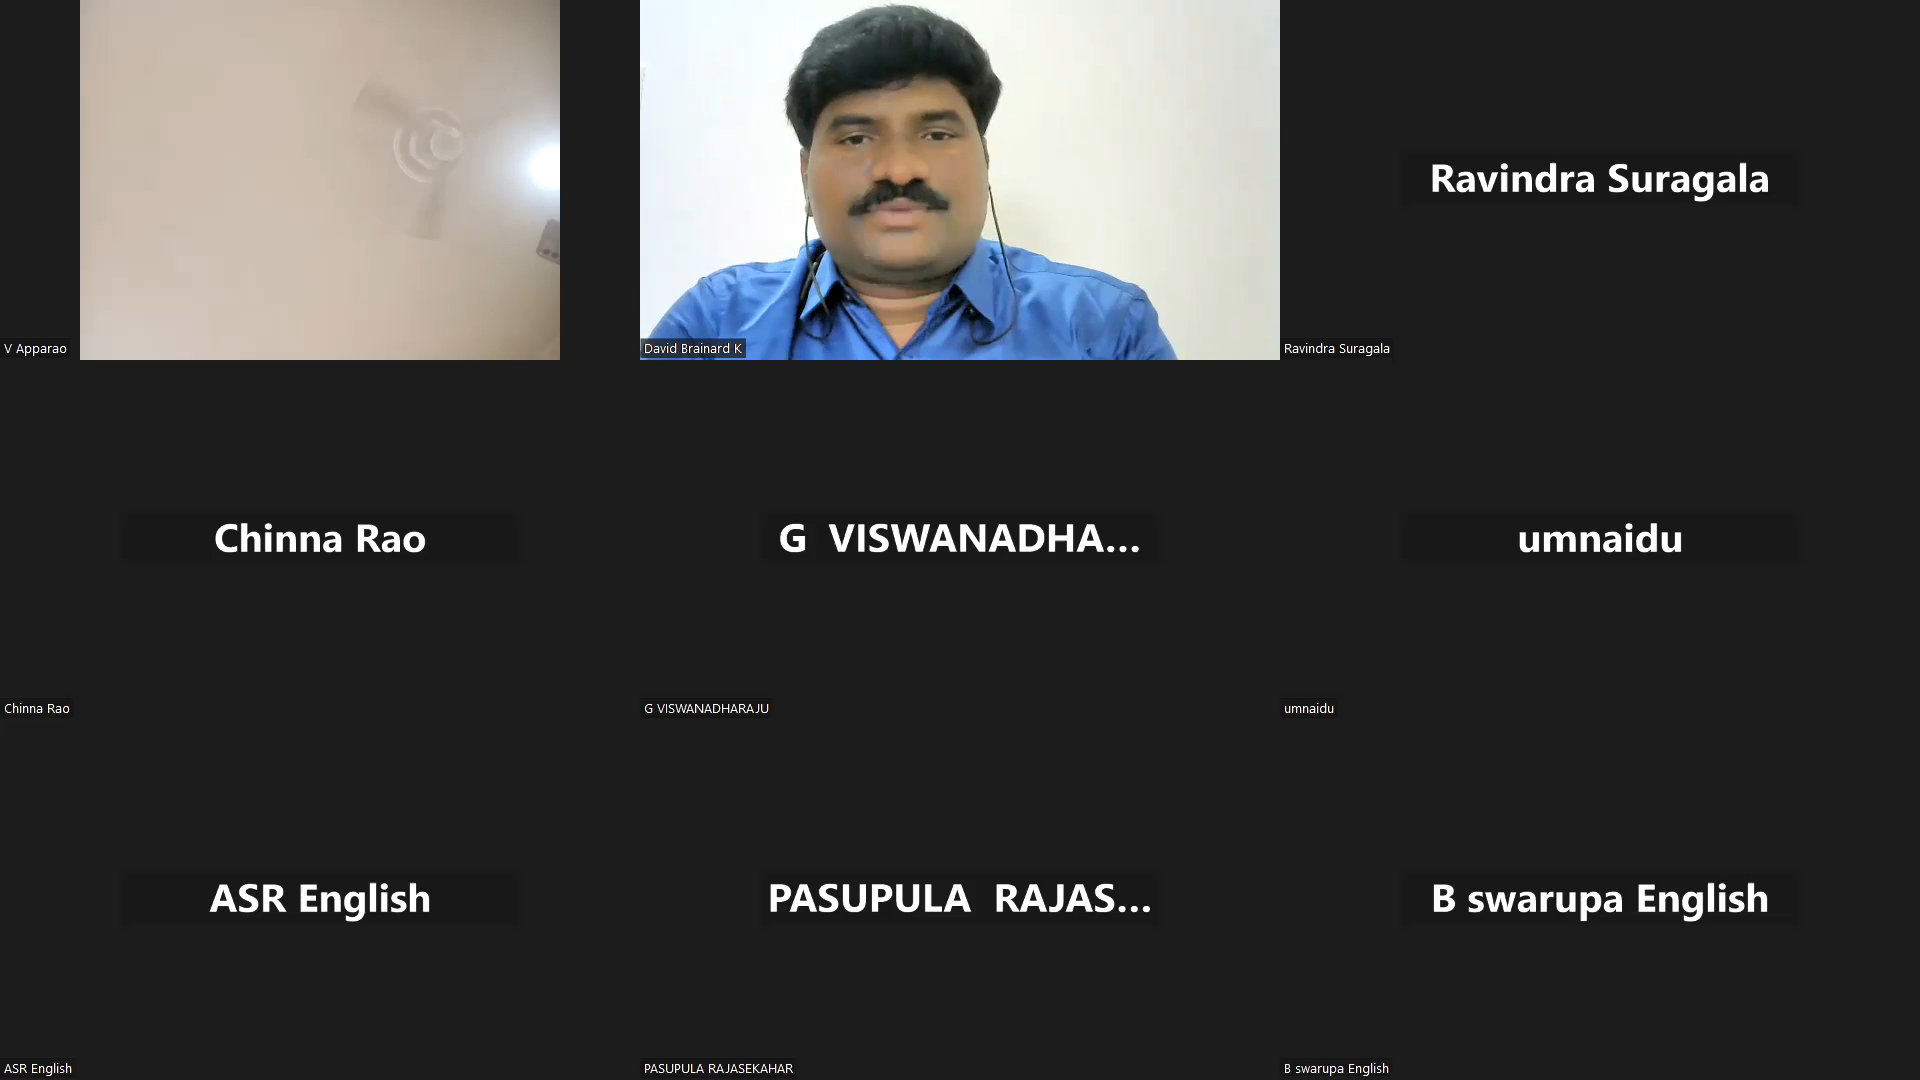 Ravindra Suragala
V Apparao
David Brainard K
Ravindra Suragala
Chinna Rao
G VISWANADHA...
umnaidu
Chinna Rao
G VISWANADHARAJU
umnaidu
ASR English
PASUPULA RAJAS...
B swarupa English
ASR English
PASUPULA RAJASEKAHAR
B swarupa English